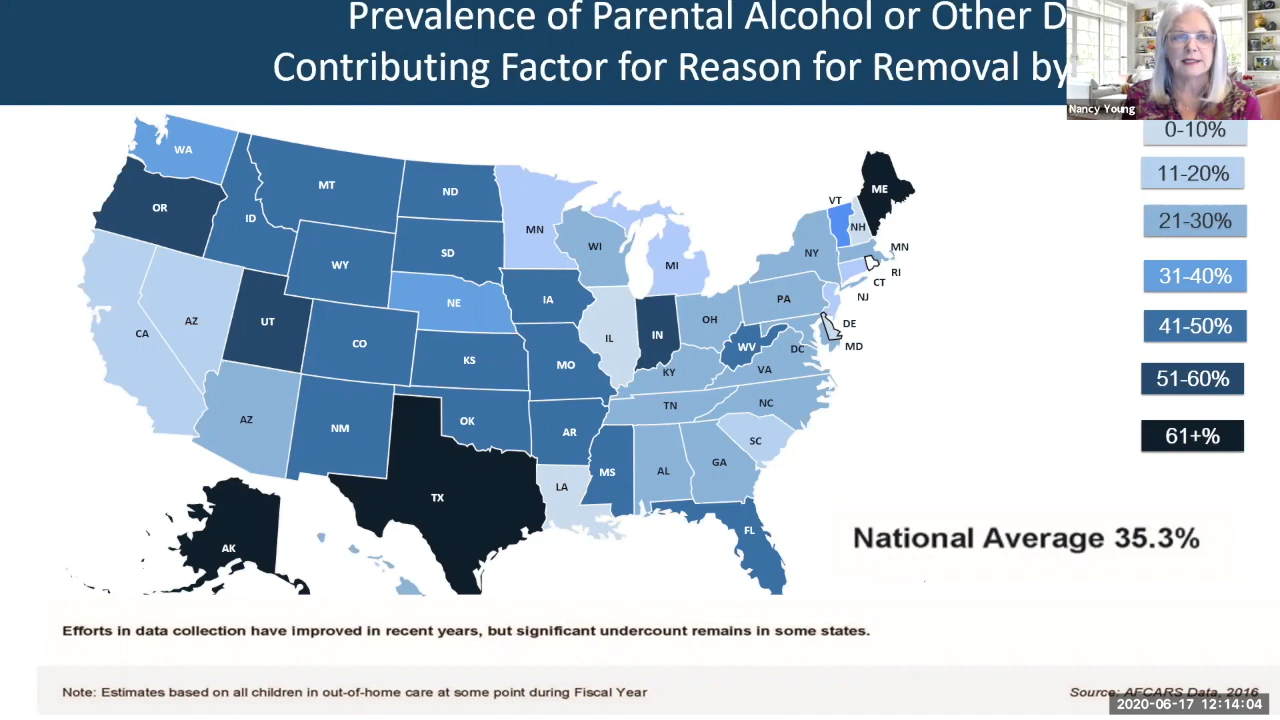 Prevalence of Parental Alcohol or Other D
Contributing Factor for Reason for Removal by
Nancy Young
0-10%
11-20%
21-30%
31-40%
41-50%
51-60%
61+%
WA
OR
ID
MT
ND
MN
WI
MI
VT
NH
ME
NY
MN
RI
CT
NJ
WY
SD
NE
IA
IL
IN
OH
PA
DE
MD
DC
CA
AZ
UT
CO
KS
MO
KY
WV
VA
AZ
NM
OK
AR
TN
NC
SC
TX
LA
MS
AL
GA
FL
AK
National Average 35.3%
Efforts in data collection have improved in recent years, but significant undercount remains in some states.
Note: Estimates based on all children in out-of-home care at some point during Fiscal Year
Source: AFCARS Data, 2016
2020-06-17 12:14:04